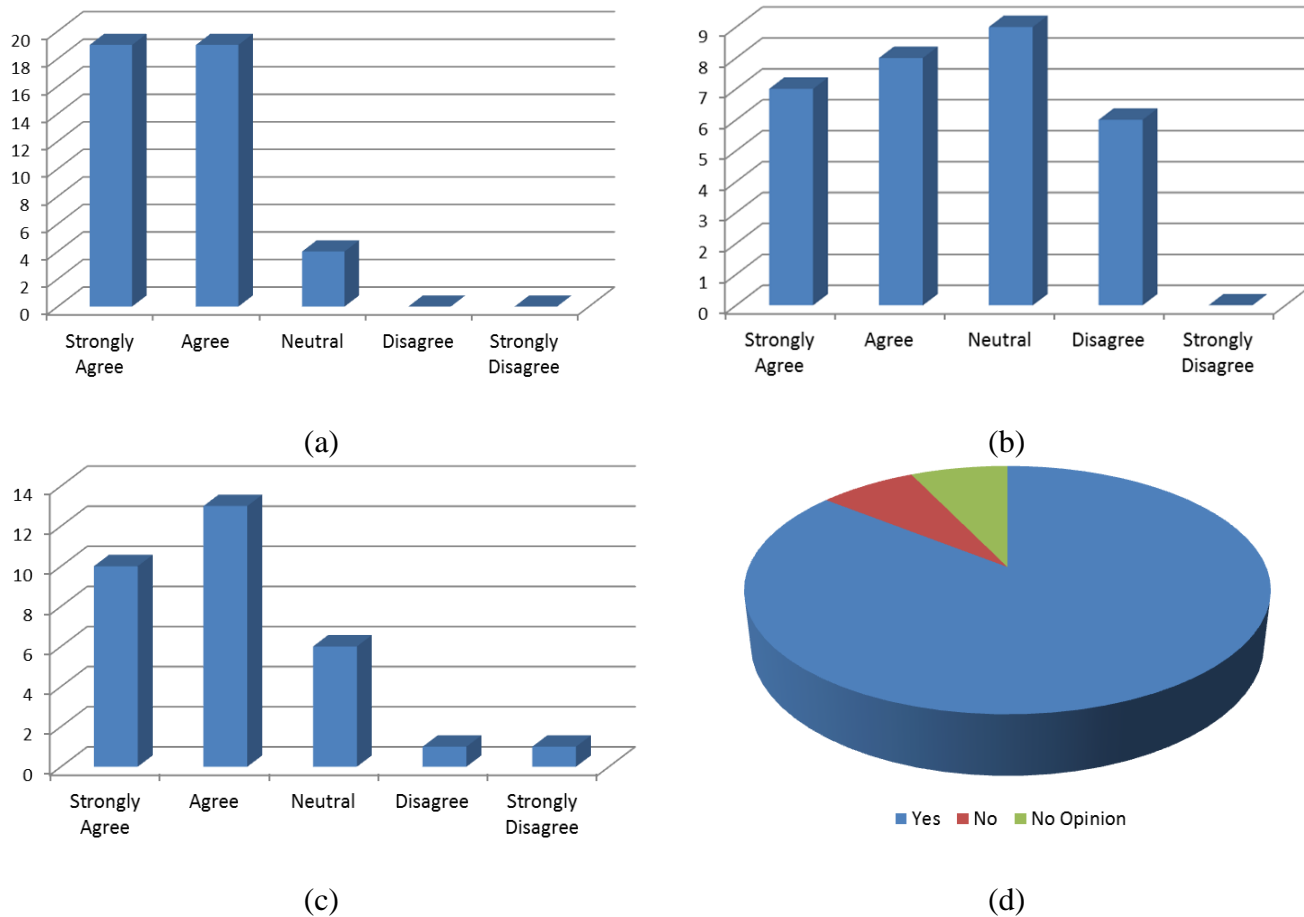 20
18
16
14
12
10
8
6
4
2
0
Strongly
Agree
Agree
Neutral
Disagree
Strongly
Disagree
(a)
9
8
7
6
5
4
3
2
1
0
Strongly
Agree
Agree
Neutral
Disagree
Strongly
Disagree
(b)
14
12
10
8
6
4
2
0
Strongly
Agree
Agree
Neutral
Disagree
Strongly
Disagree
(c)
Yes No No Opinion
(d)